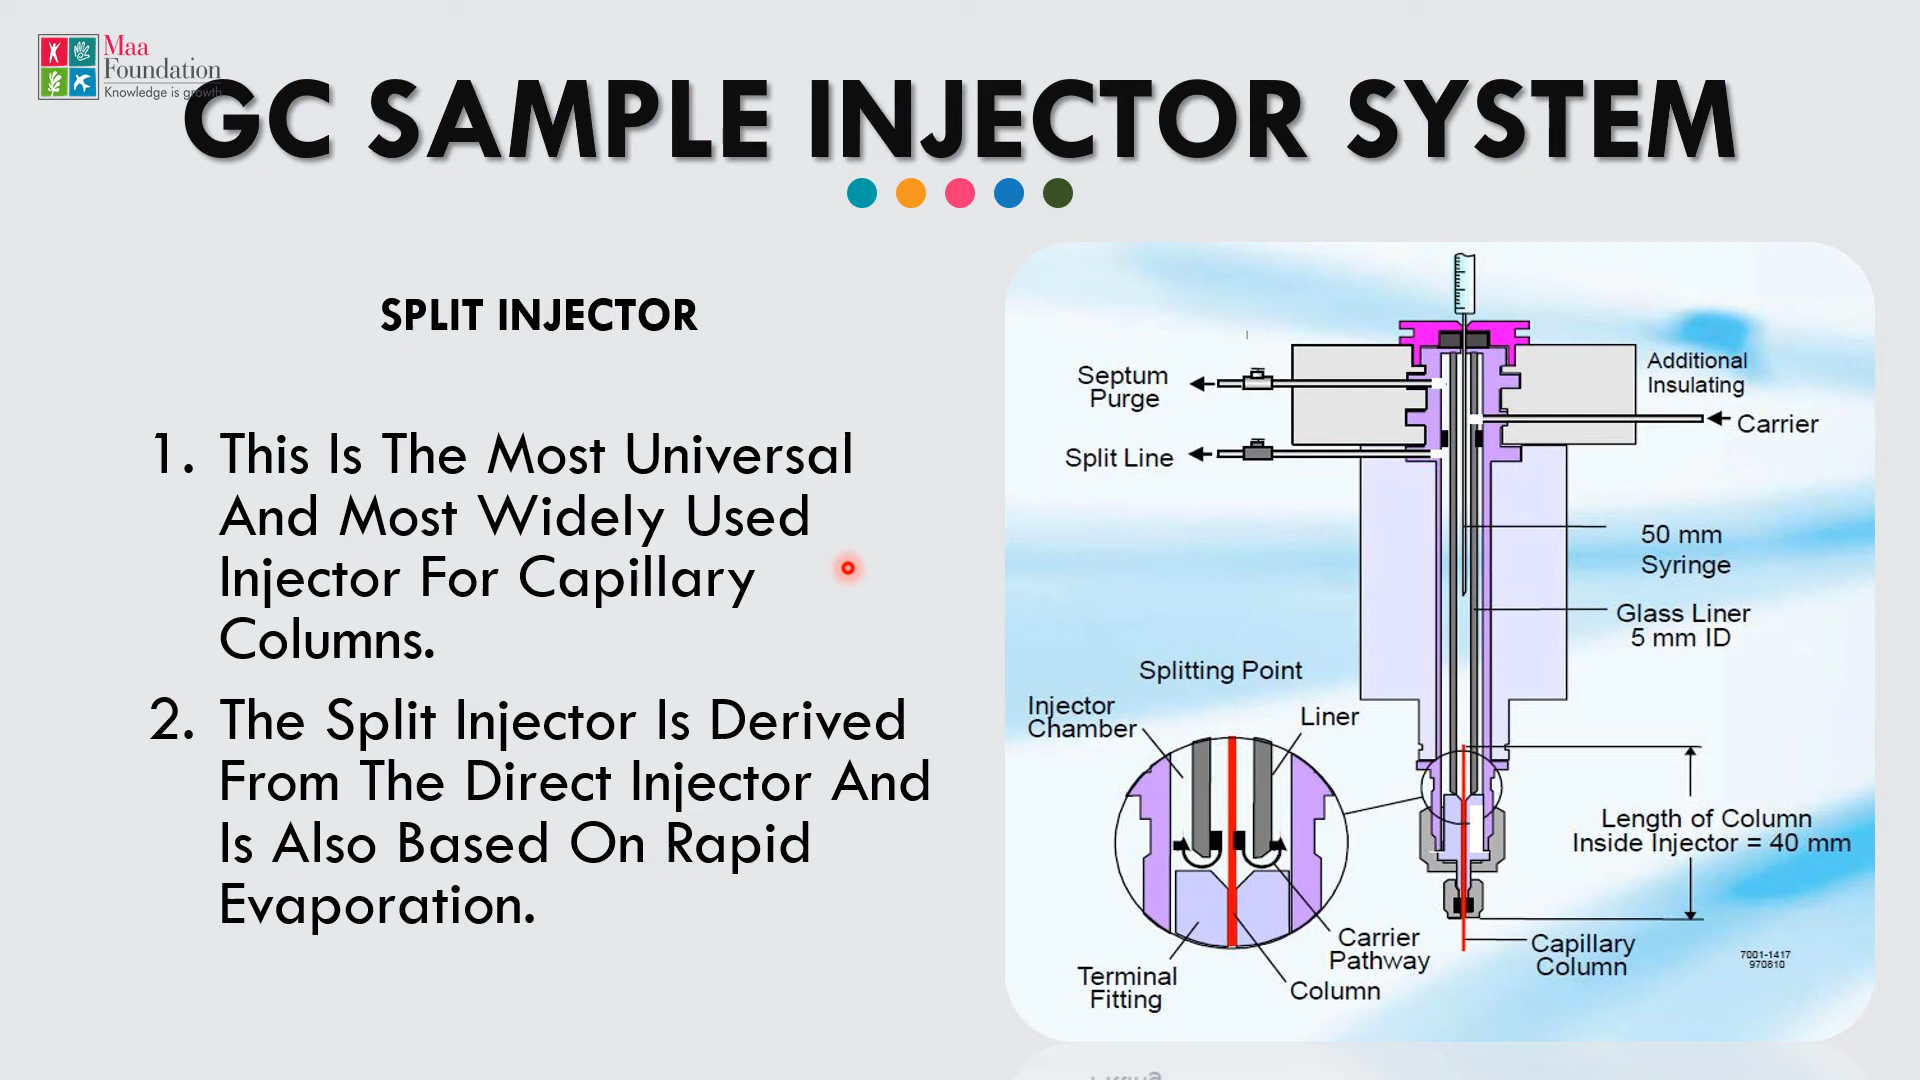 Maa
Foundation
Knowledge is growth
GC SAMPLE INJECTOR SYSTEM
SPLIT INJECTOR
1. This Is The Most Universal
And Most Widely Used
Injector For Capillary
Columns.
2. The Split Injector Is Derived
From The Direct Injector And
Is Also Based On Rapid
Evaporation.
Septum
Purge
Split Line
Additional
Insulating
Carrier
50 mm
Syringe
Glass Liner
5 mm ID
Splitting Point
Injector
Chamber
Liner
Length of Column
Inside Injector = 40 mm
Carrier
Pathway
Column
Terminal
Fitting
Capillary
Column
7001-1417
970810